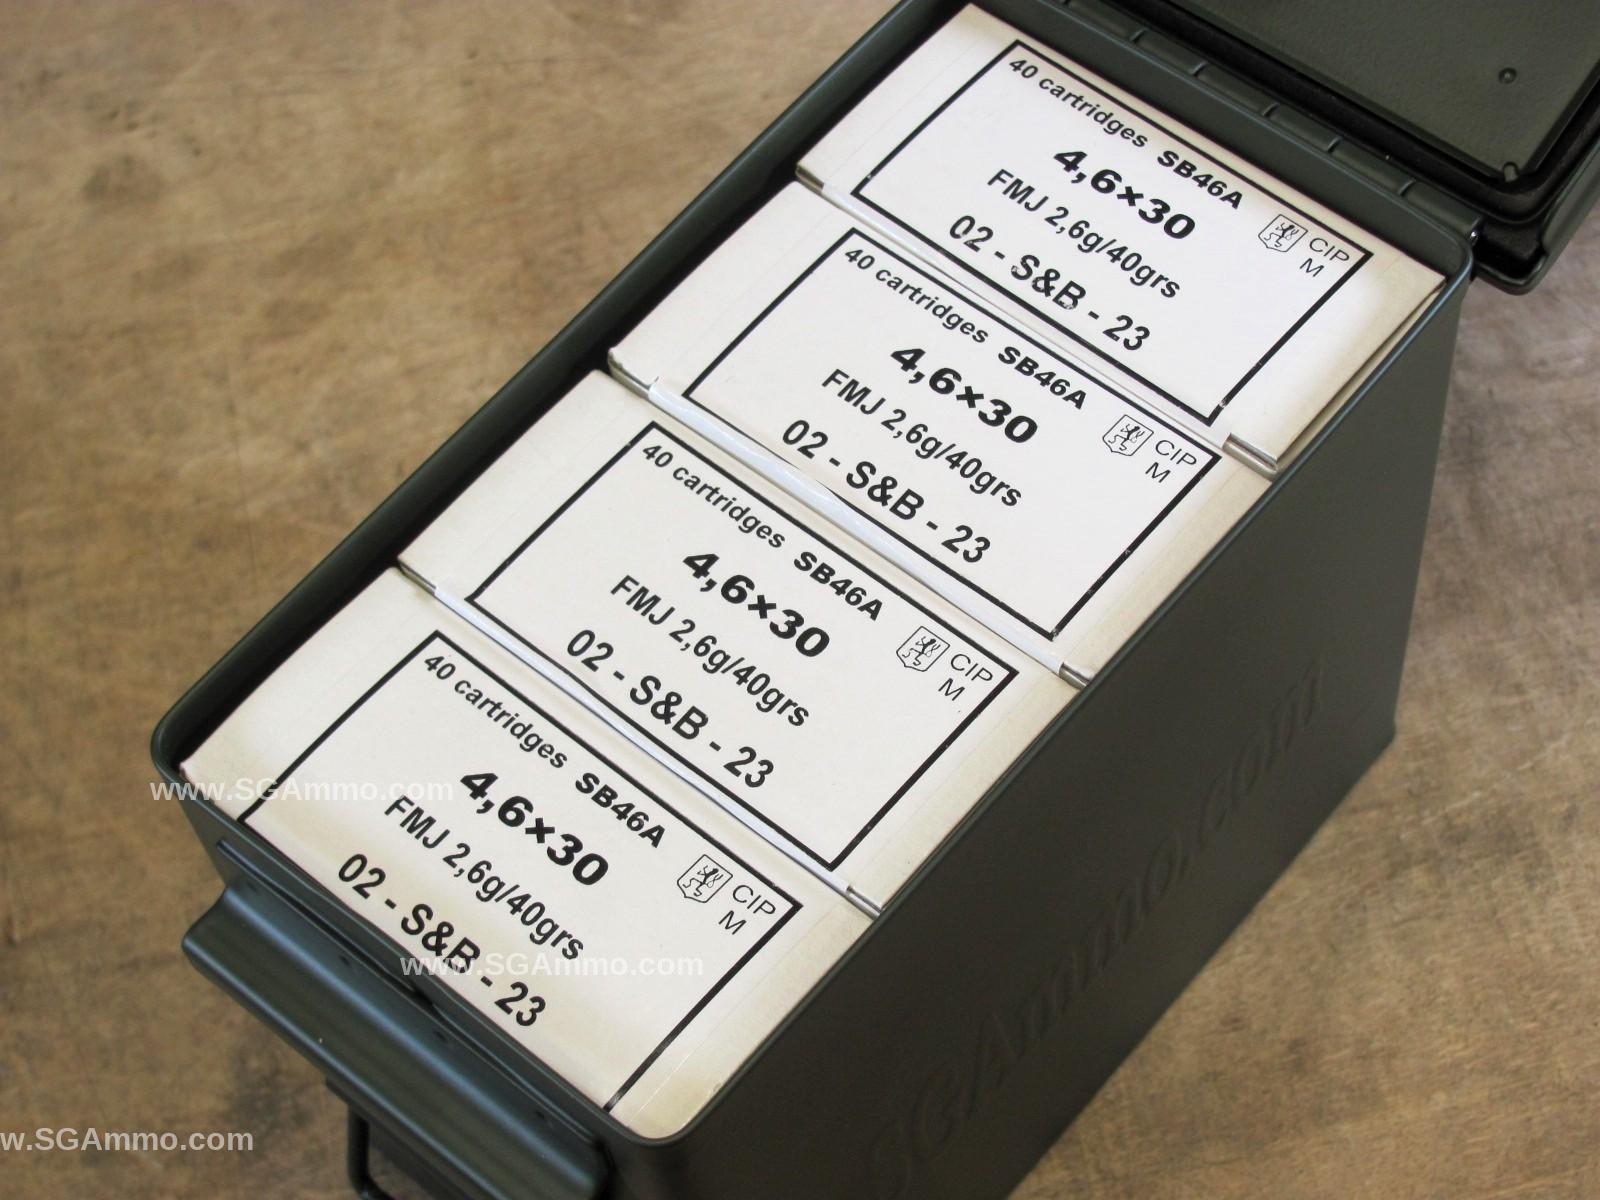 40 cartridges SB46A
4,6×30
FMJ 2,6g/40grs
02 - S&B - 23
CIP
M
40 cartridges SB46A
4,6×30
FMJ 2,6g/40grs
02 - S&B - 23
CIP
M
40 cartridges SB46A
4,6×30
FMJ 2,6g/40grs
02 - S&B - 23
CIP
M
40 cartridges SB46A
4,6×30
FMJ 2,6g/40grs
02 - S&B - 23
CIP
M
www.SGAmmo.com
www.SGAmmo.com
w.SGAmmo.com
SGAmmo.com